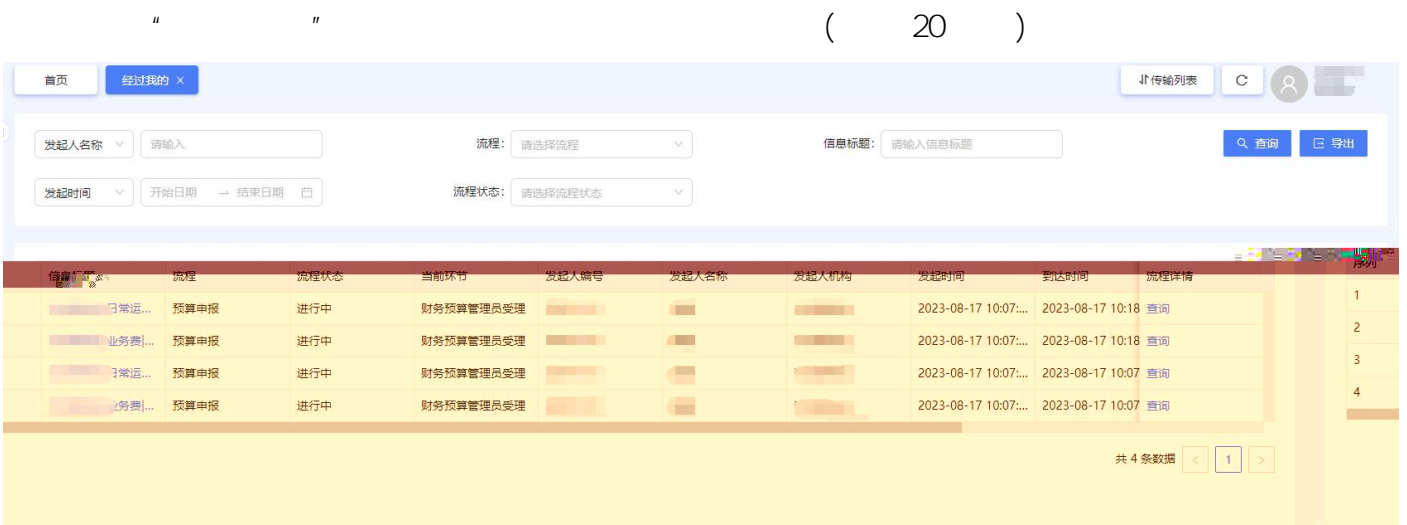 “ ” ( 20 )
首页 经过我的 × 传输列表
发起人名称 请输入 流程: 请选择流程 信息标题: 请输入信息标题 查询 导出
发起时间 开始日期 → 结束日期 流程状态: 请选择流程状态
信息标题 流程 流程状态 当前环节 发起人编号 发起人名称 发起人机构 发起时间 到达时间 流程详情 序列
日常运... 预算申报 进行中 财务预算管理员受理 2023-08-17 10:07:... 2023-08-17 10:18 查询 1
业务费|... 预算申报 进行中 财务预算管理员受理 2023-08-17 10:07:... 2023-08-17 10:18 查询 2
日常运... 预算申报 进行中 财务预算管理员受理 2023-08-17 10:07:... 2023-08-17 10:07 查询 3
务费|... 预算申报 进行中 财务预算管理员受理 2023-08-17 10:07:... 2023-08-17 10:07 查询 4
共 4 条数据 < 1 >